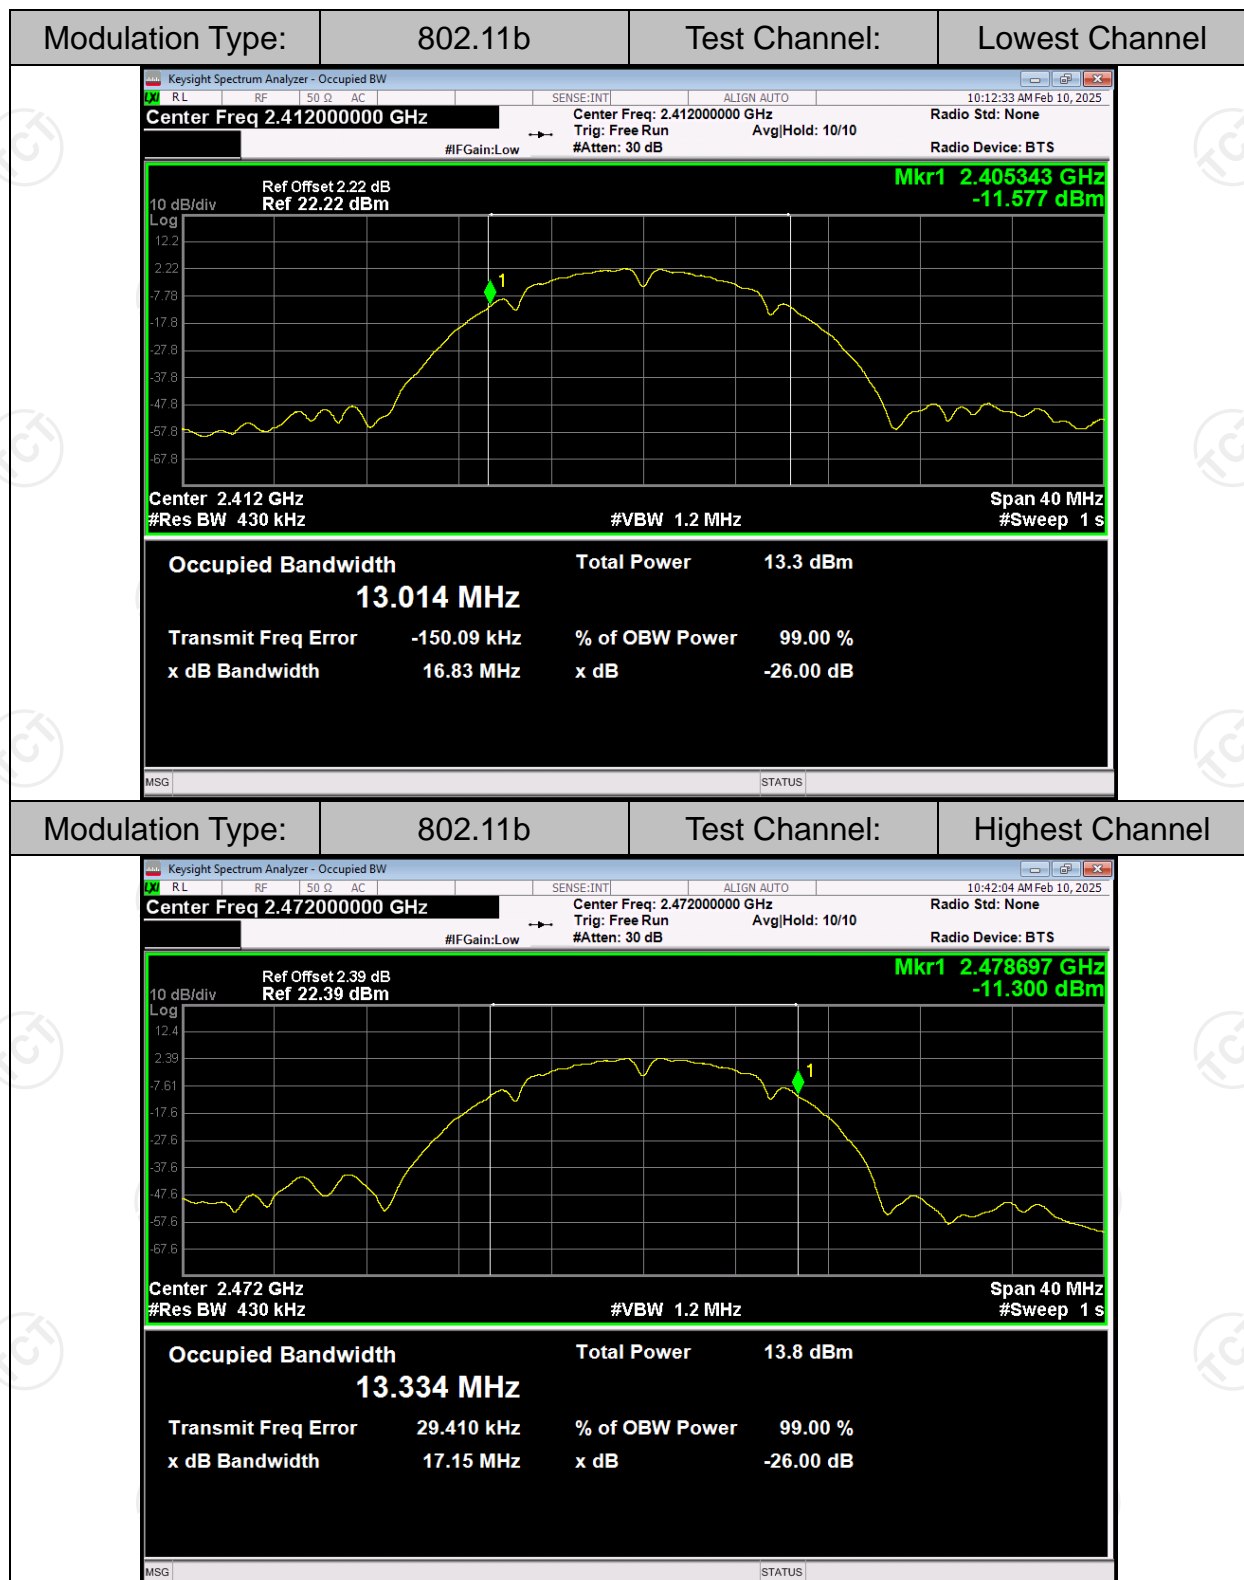 Modulation Type: 802.11b Test Channel: Lowest Channel
Keysight Spectrum Analyzer - Occupied BW
LXI RL RF 50 Ω AC SENSE:INT ALIGN AUTO 10:12:33 AM Feb 10, 2025
Center Freq 2.412000000 GHz Center Freq: 2.412000000 GHz Radio Std: None
Trig: Free Run Avg|Hold: 10/10
#IFGain:Low #Atten: 30 dB Radio Device: BTS
Mkr1 2.405343 GHz
-11.577 dBm
Ref Offset 2.22 dB
10 dB/div Ref 22.22 dBm
Log
12.2
2.22
-7.78
-17.8
-27.8
-37.8
-47.8
-57.8
-67.8
1
Center 2.412 GHz Span 40 MHz
#Res BW 430 kHz #VBW 1.2 MHz #Sweep 1 s
Occupied Bandwidth Total Power 13.3 dBm
13.014 MHz
Transmit Freq Error -150.09 kHz % of OBW Power 99.00 %
x dB Bandwidth 16.83 MHz x dB -26.00 dB
MSG STATUS
Modulation Type: 802.11b Test Channel: Highest Channel
Keysight Spectrum Analyzer - Occupied BW
LXI RL RF 50 Ω AC SENSE:INT ALIGN AUTO 10:42:04 AM Feb 10, 2025
Center Freq 2.472000000 GHz Center Freq: 2.472000000 GHz Radio Std: None
Trig: Free Run Avg|Hold: 10/10
#IFGain:Low #Atten: 30 dB Radio Device: BTS
Mkr1 2.478697 GHz
-11.300 dBm
Ref Offset 2.39 dB
10 dB/div Ref 22.39 dBm
Log
12.4
2.39
-7.61
-17.6
-27.6
-37.6
-47.6
-57.6
-67.6
1
Center 2.472 GHz Span 40 MHz
#Res BW 430 kHz #VBW 1.2 MHz #Sweep 1 s
Occupied Bandwidth Total Power 13.8 dBm
13.334 MHz
Transmit Freq Error 29.410 kHz % of OBW Power 99.00 %
x dB Bandwidth 17.15 MHz x dB -26.00 dB
MSG STATUS
TCT
TCT
TCT
TCT
TCT
TCT
TCT
TCT
TCT
TCT